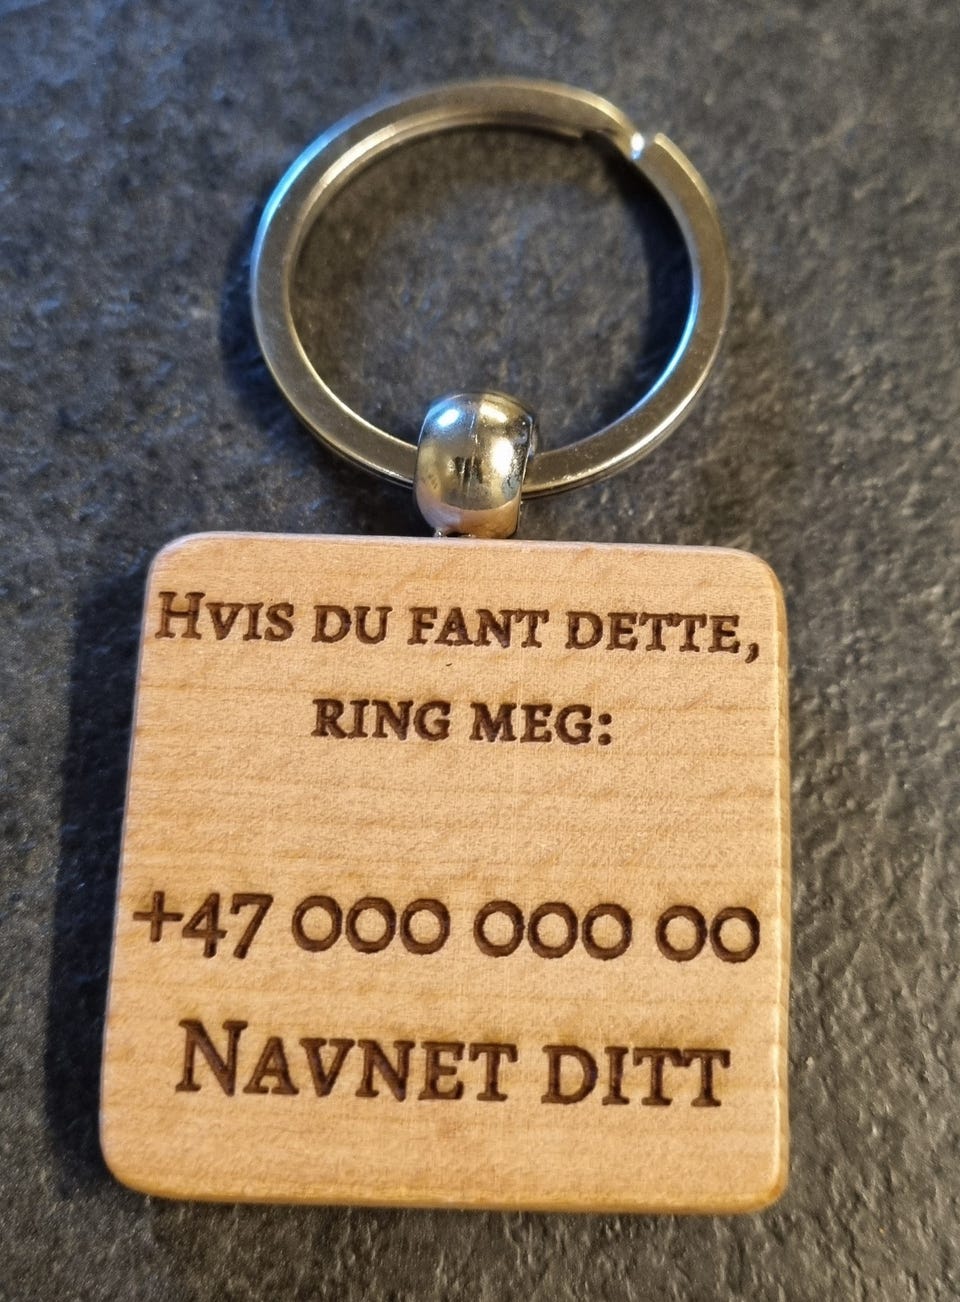 Hvis du fant dette,
ring meg:
+47 000 000 00
Navnet ditt